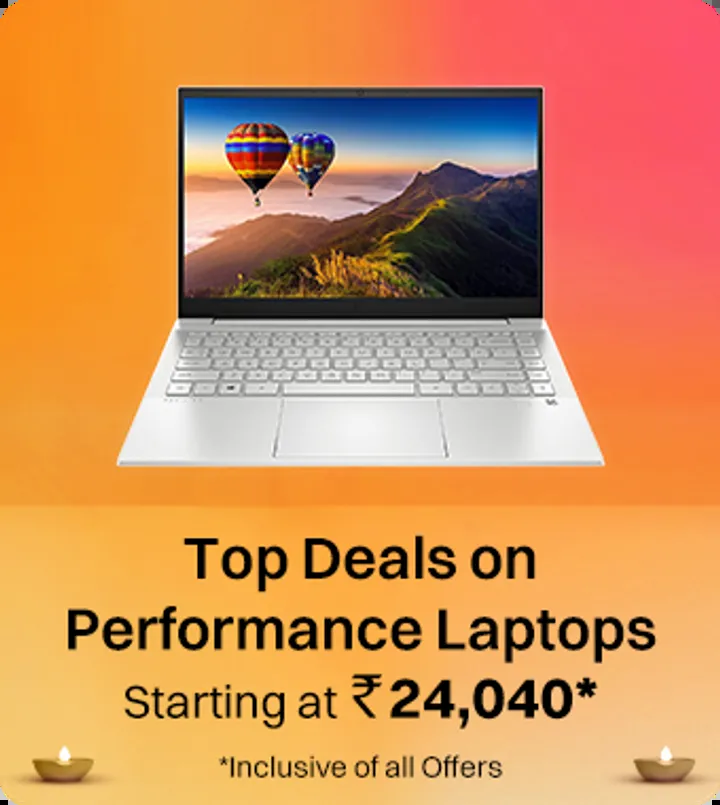 Top Deals on
Performance Laptops
Starting at ₹24,040*
*Inclusive of all Offers